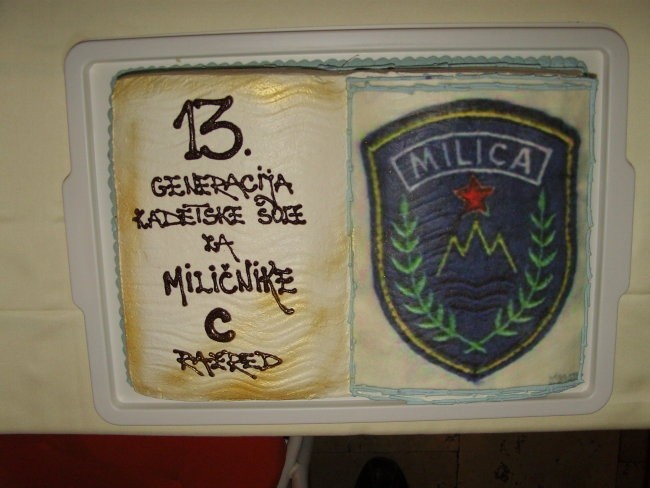 13.
GENERACIJA
KADETSKE ŠOLE
ZA
MILIČNIKE
C
RAZRED
MILICA